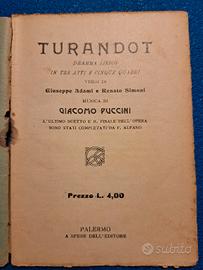 TURANDOT
DRAMMA LIRICO
IN TRE ATTI E CINQUE QUADRI
VERSI DI
Giuseppe Adami e Renato Simoni
MUSICA DI
GIACOMO PUCCINI
L'ULTIMO DUETTO E IL FINALE DELL'OPERA
SONO STATI COMPLETATI DA F. ALFANO
Prezzo L. 4,00
PALERMO
A SPESE DELL'EDITORE
subito